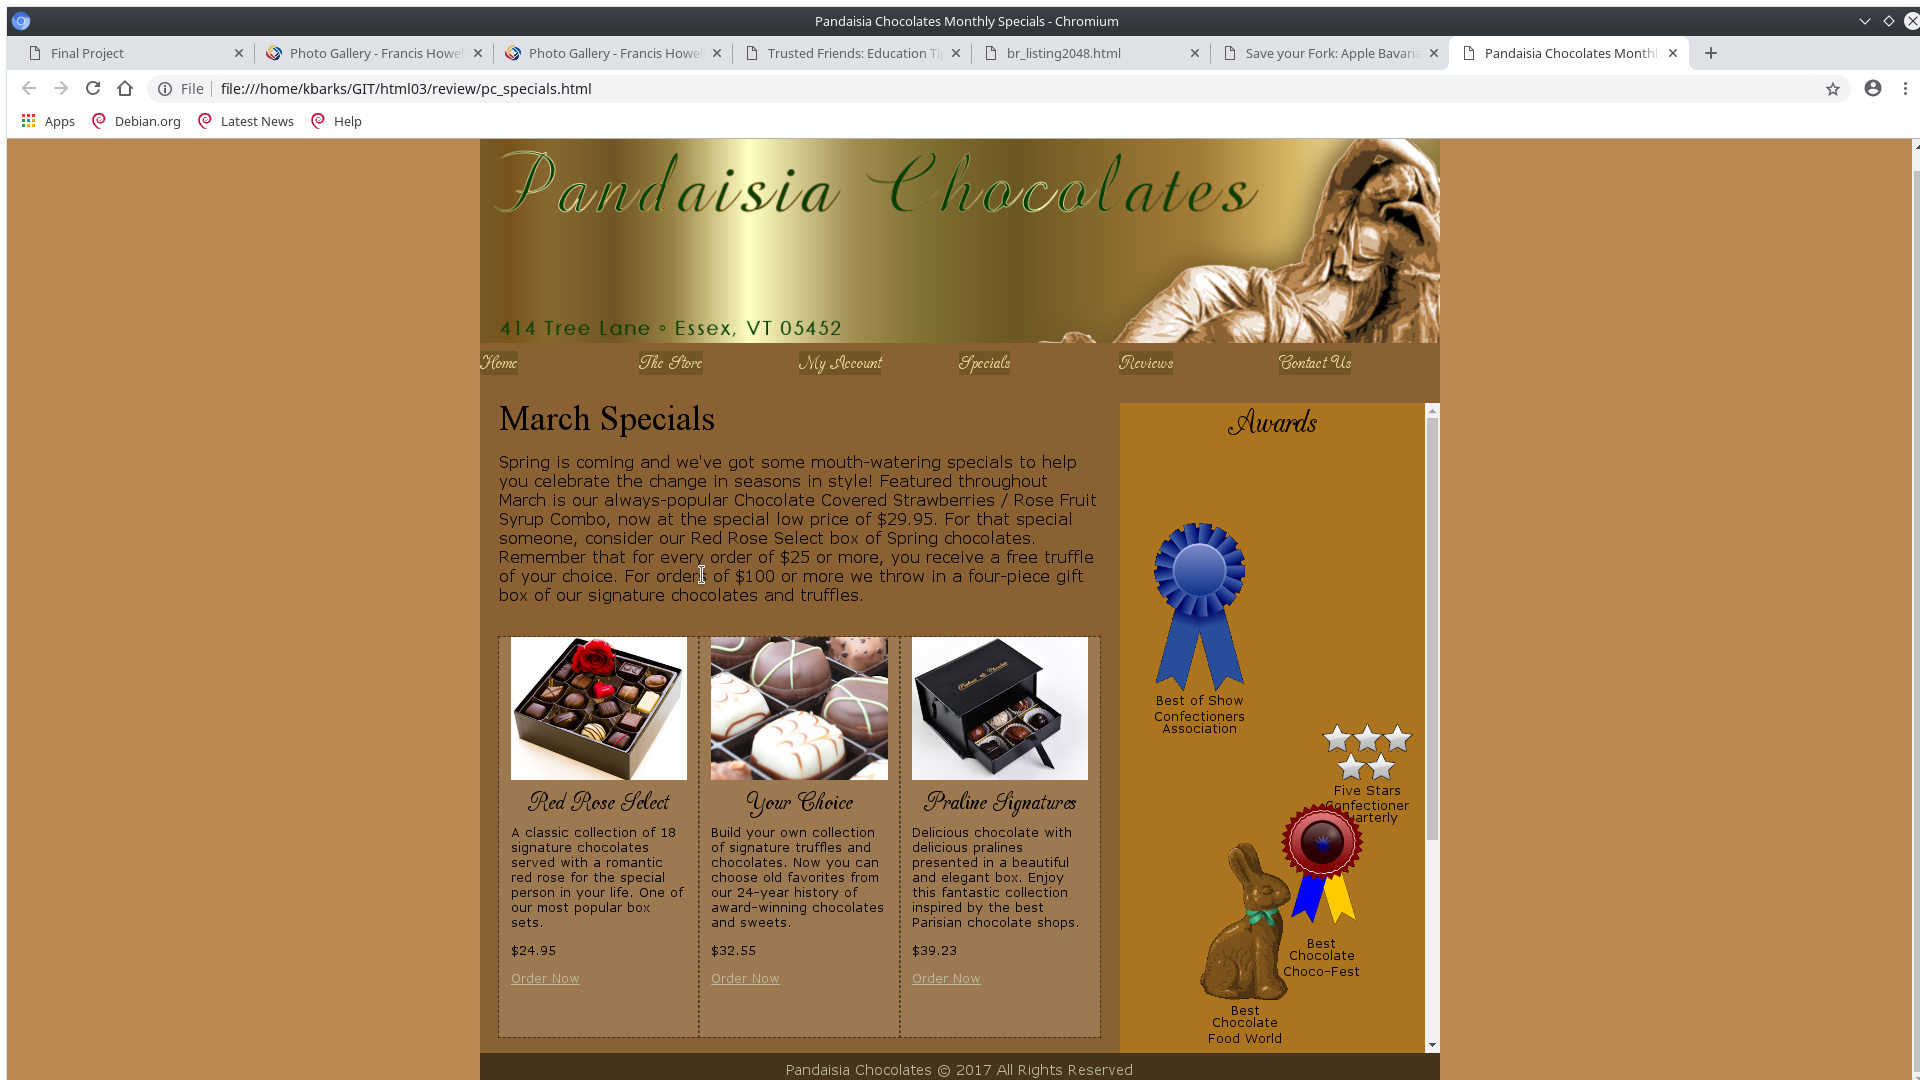 Pandaisia Chocolates Monthly Specials - Chromium
Final Project
Photo Gallery - Francis Howel
Photo Gallery - Francis Howel
Trusted Friends: Education Ti
br_listing2048.html
Save your Fork: Apple Bavaria
Pandaisia Chocolates Monthl
File
file:///home/kbarks/GIT/html03/review/pc_specials.html
Apps
Debian.org
Latest News
Help
Pandaisia Chocolates
414 Tree Lane ° Essex, VT 05452
Home
The Store
My Account
Specials
Reviews
Contact Us
March Specials
Spring is coming and we've got some mouth-watering specials to help
you celebrate the change in seasons in style! Featured throughout
March is our always-popular Chocolate Covered Strawberries / Rose Fruit
Syrup Combo, now at the special low price of $29.95. For that special
someone, consider our Red Rose Select box of Spring chocolates.
Remember that for every order of $25 or more, you receive a free truffle
of your choice. For orders of $100 or more we throw in a four-piece gift
box of our signature chocolates and truffles.
Red Rose Select
A classic collection of 18
signature chocolates
served with a romantic
red rose for the special
person in your life. One of
our most popular box
sets.
$24.95
Order Now
Your Choice
Build your own collection
of signature truffles and
chocolates. Now you can
choose old favorites from
our 24-year history of
award-winning chocolates
and sweets.
$32.55
Order Now
Praline Signatures
Delicious chocolate with
delicious pralines
presented in a beautiful
and elegant box. Enjoy
this fantastic collection
inspired by the best
Parisian chocolate shops.
$39.23
Order Now
Awards
Best of Show
Confectioners
Association
Five Stars
Confectioner
uarterly
Best
Chocolate
Choco-Fest
Best
Chocolate
Food World
Pandaisia Chocolates © 2017 All Rights Reserved